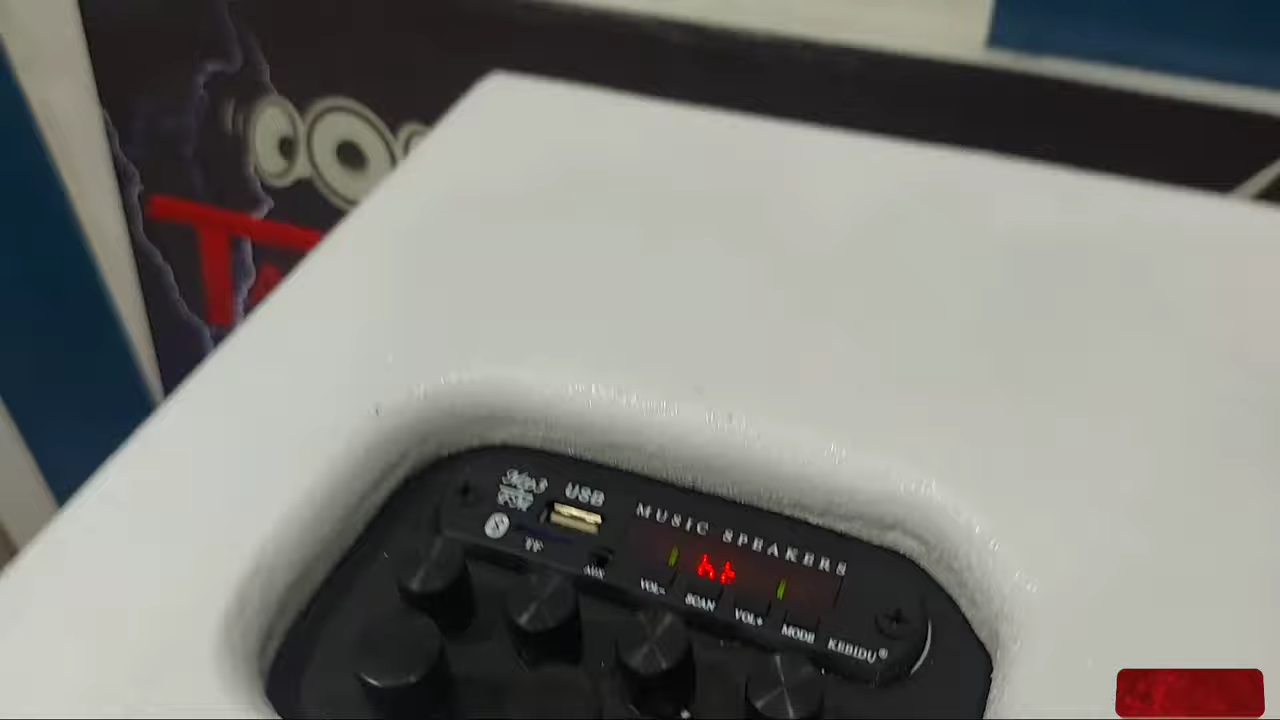 Mp3
USB
TF
AUX
MUSIC SPEAKERS
VOL-
SCAN
VOL+
MODE
KEBIDU®